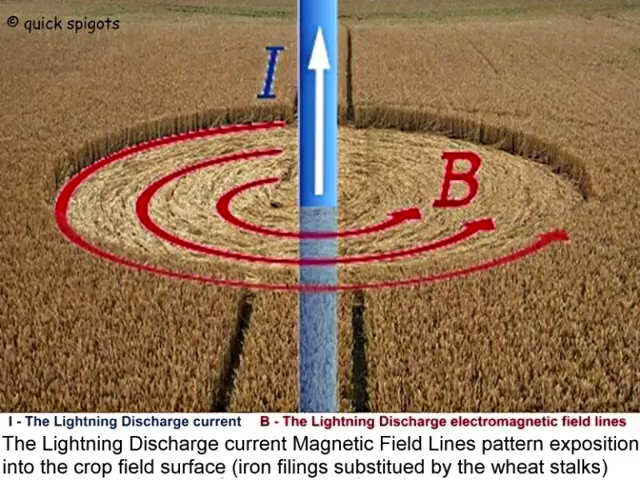 © quick spigots
I
B
I - The Lightning Discharge current B - The Lightning Discharge electromagnetic field lines
The Lightning Discharge current Magnetic Field Lines pattern exposition
into the crop field surface (iron filings substitued by the wheat stalks)